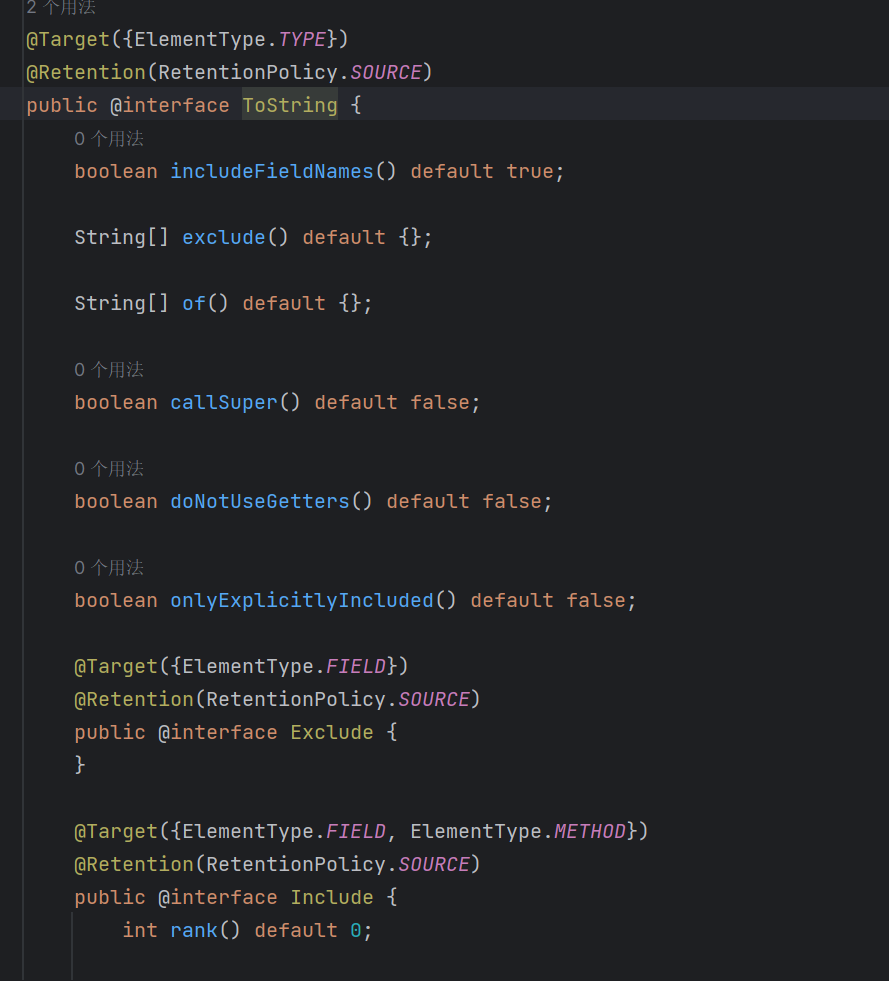 2 个用法
@Target({ElementType.TYPE})
@Retention(RetentionPolicy.SOURCE)
public @interface ToString {
0 个用法
boolean includeFieldNames() default true;
String[] exclude() default {};
String[] of() default {};
0 个用法
boolean callSuper() default false;
0 个用法
boolean doNotUseGetters() default false;
0 个用法
boolean onlyExplicitlyIncluded() default false;
@Target({ElementType.FIELD})
@Retention(RetentionPolicy.SOURCE)
public @interface Exclude {
}
@Target({ElementType.FIELD, ElementType.METHOD})
@Retention(RetentionPolicy.SOURCE)
public @interface Include {
int rank() default 0;